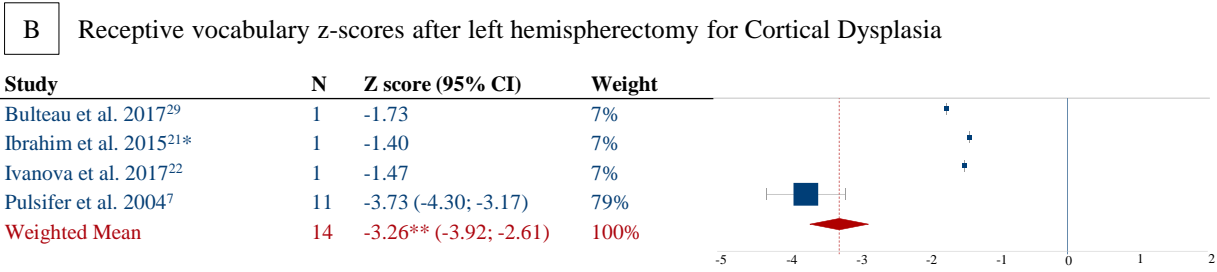 B Receptive vocabulary z-scores after left hemispherectomy for Cortical Dysplasia
Study N Z score (95% CI) Weight
Bulteau et al. 2017²⁹ 1 -1.73 7%
Ibrahim et al. 2015²¹* 1 -1.40 7%
Ivanova et al. 2017²² 1 -1.47 7%
Pulsifer et al. 2004⁷ 11 -3.73 (-4.30; -3.17) 79%
Weighted Mean 14 -3.26** (-3.92; -2.61) 100%
-5 -4 -3 -2 -1 0 1 2